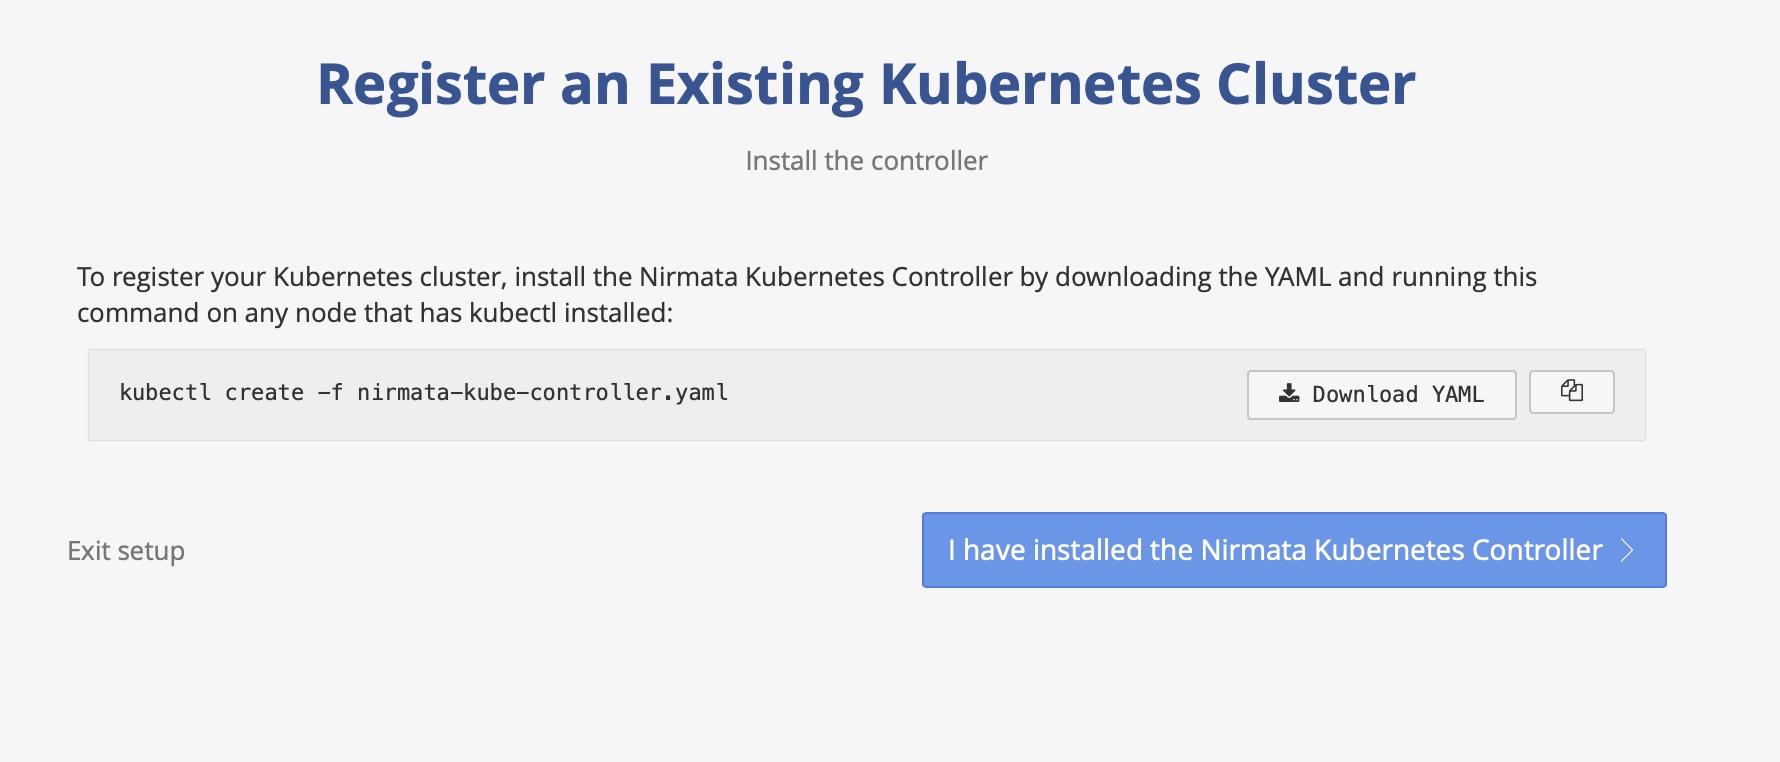 Register an Existing Kubernetes Cluster
Install the controller
To register your Kubernetes cluster, install the Nirmata Kubernetes Controller by downloading the YAML and running this
command on any node that has kubectl installed:
kubectl create -f nirmata-kube-controller.yaml
Download YAML
Exit setup
I have installed the Nirmata Kubernetes Controller